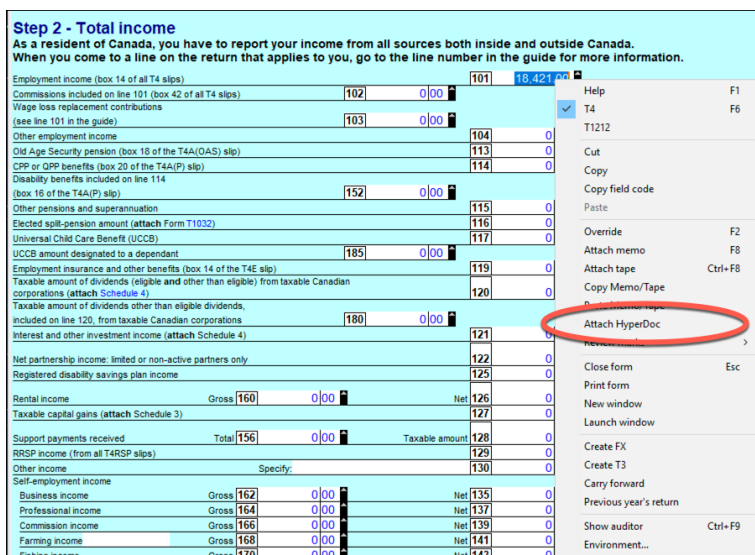 Step 2 - Total income
As a resident of Canada, you have to report your income from all sources both inside and outside Canada.
When you come to a line on the return that applies to you, go to the line number in the guide for more information.
Employment income (box 14 of all T4 slips) 101 18,421.00
Commissions included on line 101 (box 42 of all T4 slips) 102 0 00
Wage loss replacement contributions
(see line 101 in the guide) 103 0 00
Other employment income 104 0
Old Age Security pension (box 18 of the T4A(OAS) slip) 113 0
CPP or QPP benefits (box 20 of the T4A(P) slip) 114 0
Disability benefits included on line 114
(box 16 of the T4A(P) slip) 152 0 00
Other pensions and superannuation 115 0
Elected split-pension amount (attach Form T1032) 116 0
Universal Child Care Benefit (UCCB) 117 0
UCCB amount designated to a dependant 185 0 00
Employment insurance and other benefits (box 14 of the T4E slip) 119 0
Taxable amount of dividends (eligible and other than eligible) from taxable Canadian
corporations (attach Schedule 4) 120 0
Taxable amount of dividends other than eligible dividends,
included on line 120, from taxable Canadian corporations 180 0 00
Interest and other investment income (attach Schedule 4) 121 0
Net partnership income: limited or non-active partners only 122 0
Registered disability savings plan income 125 0
Rental income Gross 160 0 00 Net 126 0
Taxable capital gains (attach Schedule 3) 127 0
Support payments received Total 156 0 00 Taxable amount 128 0
RRSP income (from all T4RSP slips) 129 0
Other income Specify: 130 0
Self-employment income
Business income Gross 162 0 00 Net 135 0
Professional income Gross 164 0 00 Net 137 0
Commission income Gross 166 0 00 Net 139 0
Farming income Gross 168 0 00 Net 141 0
Fishing income Gross 170 0 00 Net 143 0
Help F1
T4 F6
T1212
Cut
Copy
Copy field code
Paste
Override F2
Attach memo F8
Attach tape Ctrl+F8
Copy Memo/Tape
Paste Memo/Tape
Attach HyperDoc
Review marks
Close form Esc
Print form
New window
Launch window
Create FX
Create T3
Carry forward
Previous year's return
Show auditor Ctrl+F9
Environment...